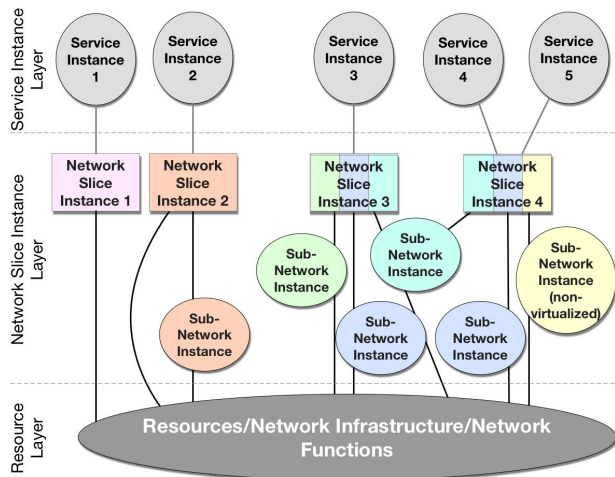 Service Instance
Layer
Service
Instance
1
Service
Instance
2
Service
Instance
3
Service
Instance
4
Service
Instance
5
Network Slice Instance
Layer
Network
Slice
Instance 1
Network
Slice
Instance 2
Network
Slice
Instance 3
Network
Slice
Instance 4
Sub-
Network
Instance
Sub-
Network
Instance
Sub-
Network
Instance
(non-
virtualized)
Sub-
Network
Instance
Sub-
Network
Instance
Sub-
Network
Instance
Resource
Layer
Resources/Network Infrastructure/Network
Functions